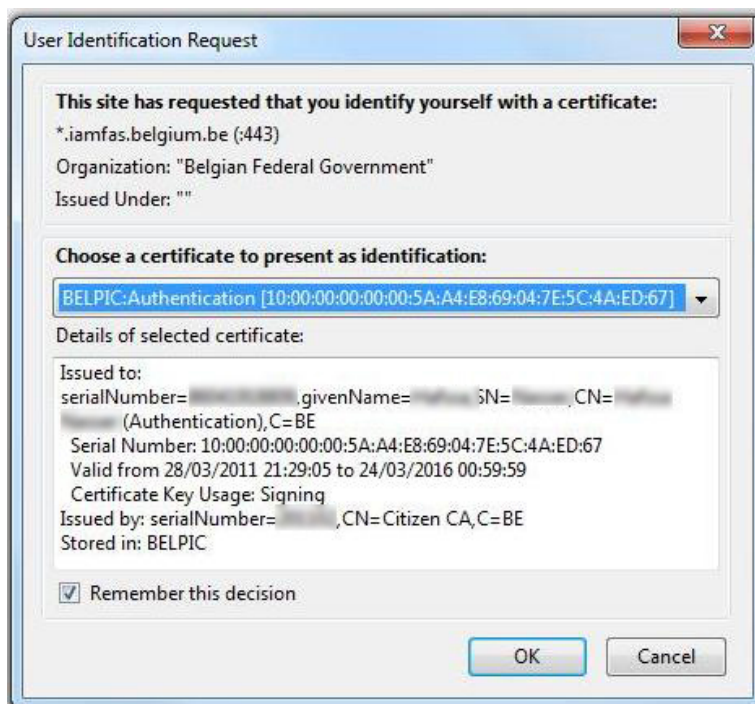 User Identification Request
This site has requested that you identify yourself with a certificate:
*.iamfas.belgium.be (:443)
Organization: "Belgian Federal Government"
Issued Under: ""
Choose a certificate to present as identification:
BELPIC:Authentication [10:00:00:00:00:00:5A:A4:E8:69:04:7E:5C:4A:ED:67]
Details of selected certificate:
Issued to:
serialNumber= ,givenName= SN= ,CN=
(Authentication),C=BE
Serial Number: 10:00:00:00:00:00:5A:A4:E8:69:04:7E:5C:4A:ED:67
Valid from 28/03/2011 21:29:05 to 24/03/2016 00:59:59
Certificate Key Usage: Signing
Issued by: serialNumber= ,CN=Citizen CA,C=BE
Stored in: BELPIC
Remember this decision
OK
Cancel